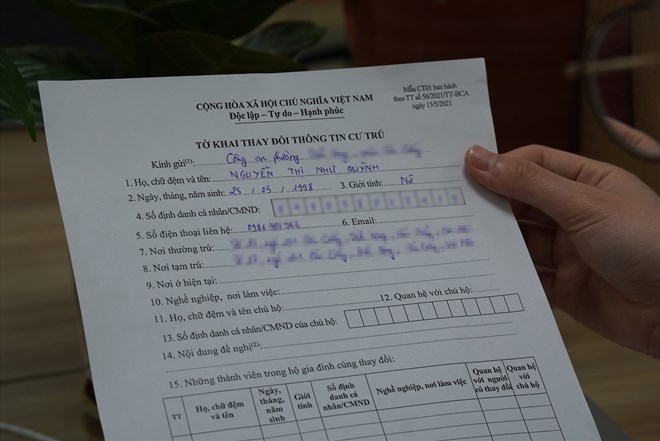 Mẫu CT01 ban hành
theo TT số 56/2021/TT-BCA
ngày 15/5/2021
CỘNG HÒA XÃ HỘI CHỦ NGHĨA VIỆT NAM
Độc lập – Tự do – Hạnh phúc
TỜ KHAI THAY ĐỔI THÔNG TIN CƯ TRÚ
Kính gửi(1): Công an phường
1. Họ, chữ đệm và tên: NGUYỄN THỊ NHƯ QUỲNH
2. Ngày, tháng, năm sinh: 25 / 05 / 1998 3. Giới tính: Nữ
4. Số định danh cá nhân/CMND:
5. Số điện thoại liên hệ: 6. Email:
7. Nơi thường trú:
8. Nơi tạm trú:
9. Nơi ở hiện tại:
10. Nghề nghiệp, nơi làm việc:
11. Họ, chữ đệm và tên chủ hộ: 12. Quan hệ với chủ hộ:
13. Số định danh cá nhân/CMND của chủ hộ:
14. Nội dung đề nghị(2):
15. Những thành viên trong hộ gia đình cùng thay đổi:
TT Họ, chữ đệm và tên Ngày, tháng, năm sinh Giới tính Số định danh cá nhân/CMND Nghề nghiệp, nơi làm việc Quan hệ với người có thay đổi Quan hệ với chủ hộ